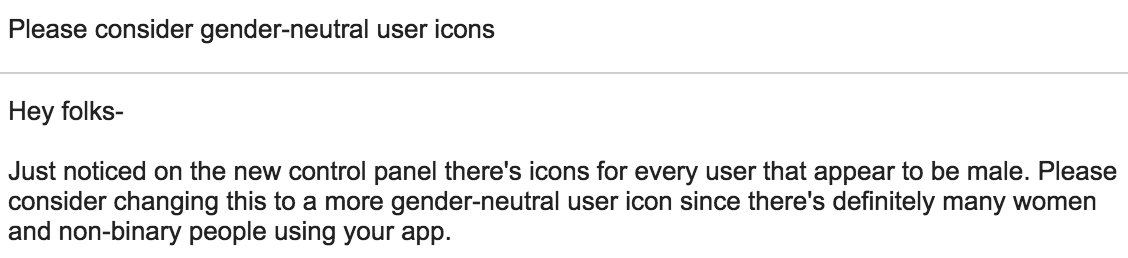 Please consider gender-neutral user icons
Hey folks-
Just noticed on the new control panel there's icons for every user that appear to be male. Please
consider changing this to a more gender-neutral user icon since there's definitely many women
and non-binary people using your app.